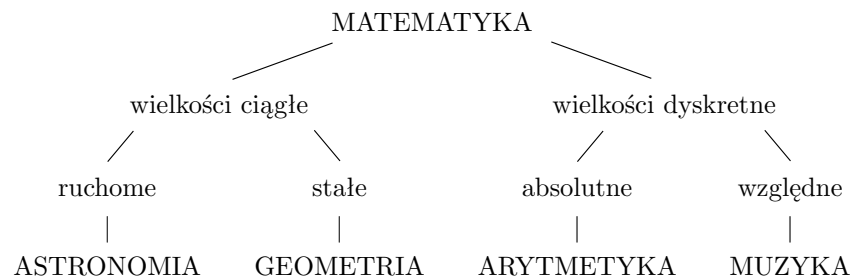 MATEMATYKA
wielkości ciągłe wielkości dyskretne
ruchome stałe absolutne względne
ASTRONOMIA GEOMETRIA ARYTMETYKA MUZYKA